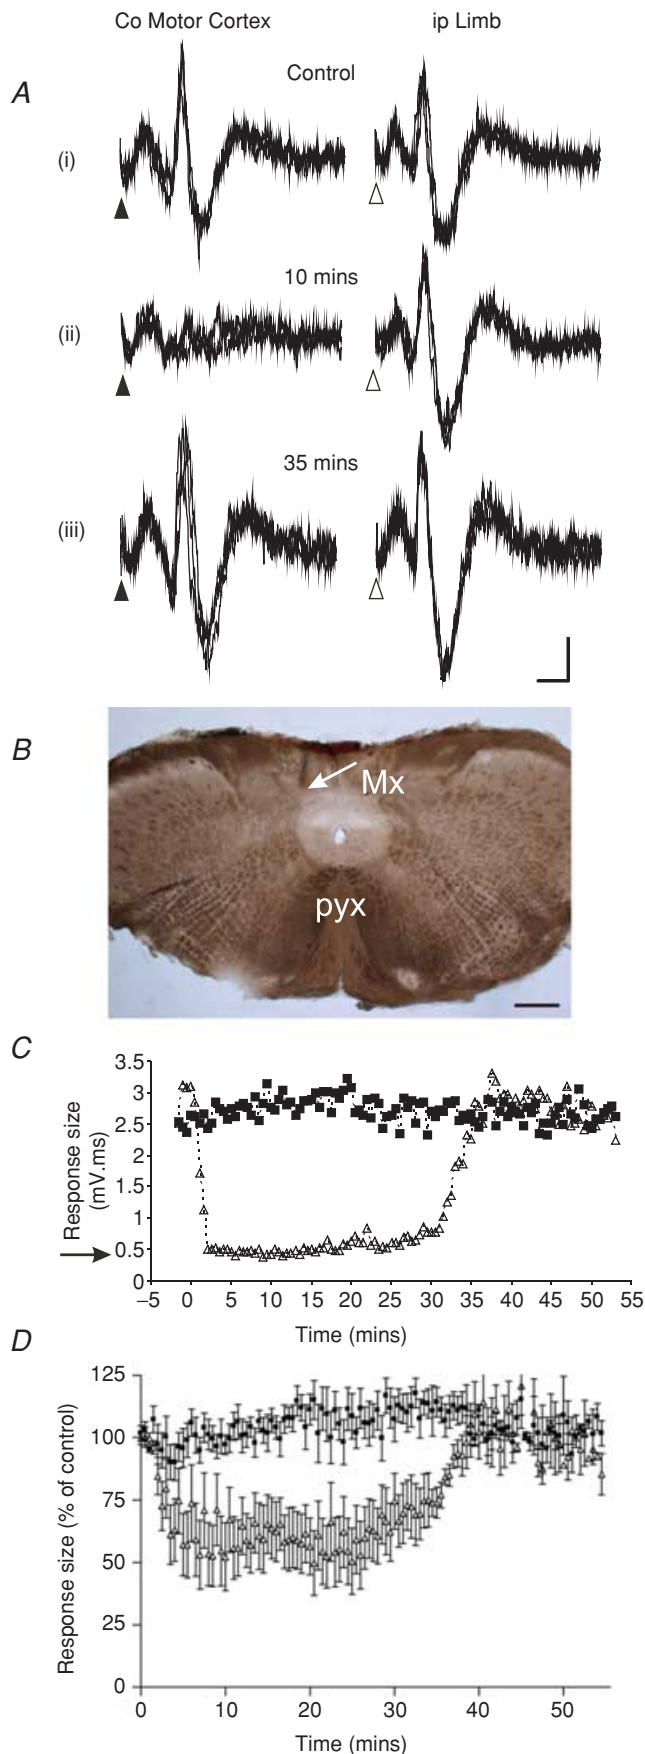 Co Motor Cortex ip Limb
A
Control
(i)
10 mins
(ii)
35 mins
(iii)
B
Mx
pyx
C
Response size
(mV.ms)
3.5
3
2.5
2
1.5
1
0.5
0
–5 0 5 10 15 20 25 30 35 40 45 50 55
Time (mins)
D
Response size (% of control)
125
100
75
50
25
0
0 10 20 30 40 50
Time (mins)